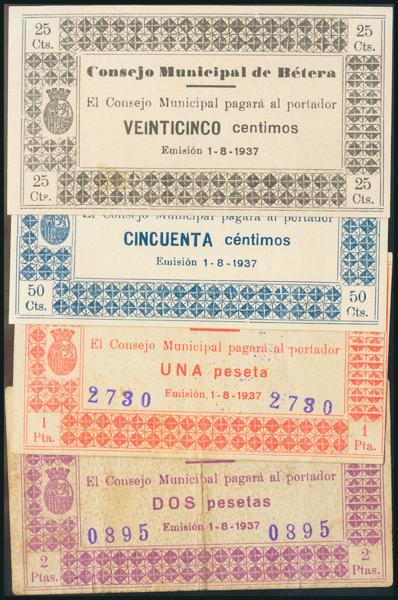 25 Cts. 25 Cts.
Consejo Municipal de Bétera
El Consejo Municipal pagará al portador
VEINTICINCO centimos
Emisión 1-8-1937
25 Cts. 25 Cts.
El Consejo Municipal pagará al portador
CINCUENTA céntimos
Emisión 1-8-1937
50 Cts. 50 Cts.
El Consejo Municipal pagará al portador
UNA peseta
2730 Emisión, 1-8-1937 2730
1 Pta. 1 Pta.
El Consejo Municipal pagará al portador
DOS pesetas
0895 Emisión 1-8-1937 0895
2 Ptas. 2 Ptas.